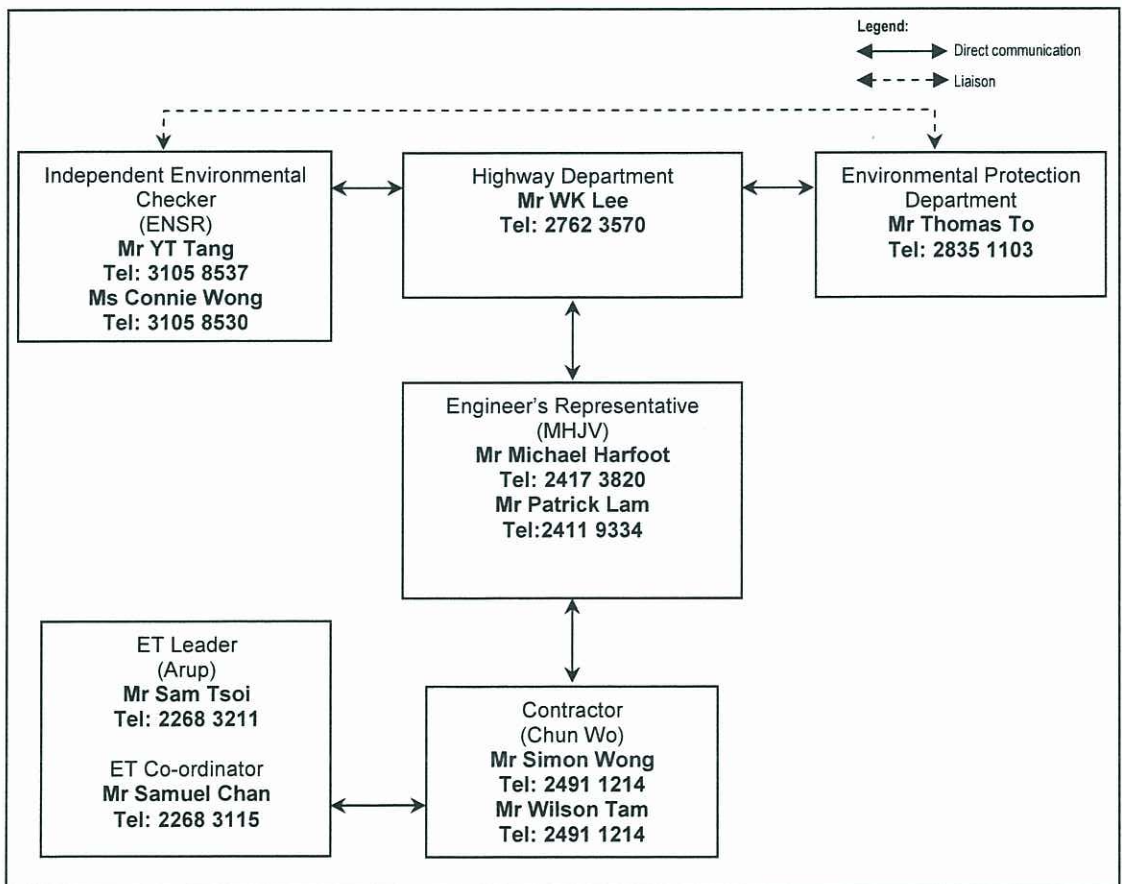 Legend:
Direct communication
Liaison
Independent Environmental
Checker
(ENSR)
Mr YT Tang
Tel: 3105 8537
Ms Connie Wong
Tel: 3105 8530
Highway Department
Mr WK Lee
Tel: 2762 3570
Environmental Protection
Department
Mr Thomas To
Tel: 2835 1103
Engineer's Representative
(MHJV)
Mr Michael Harfoot
Tel: 2417 3820
Mr Patrick Lam
Tel:2411 9334
ET Leader
(Arup)
Mr Sam Tsoi
Tel: 2268 3211
ET Co-ordinator
Mr Samuel Chan
Tel: 2268 3115
Contractor
(Chun Wo)
Mr Simon Wong
Tel: 2491 1214
Mr Wilson Tam
Tel: 2491 1214